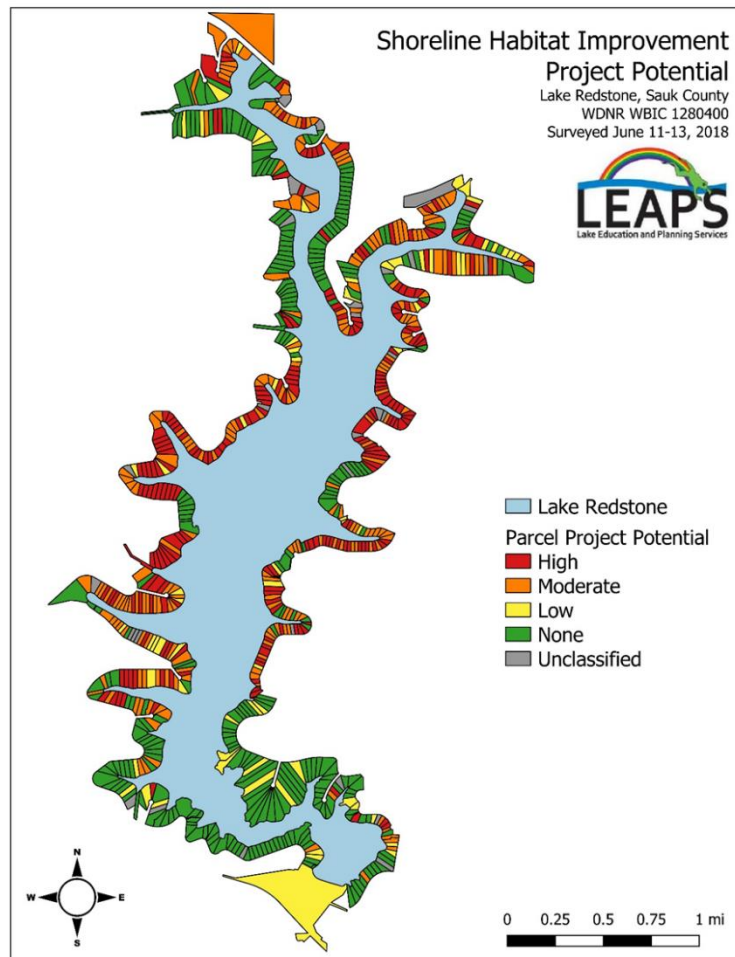 Shoreline Habitat Improvement
Project Potential
Lake Redstone, Sauk County
WDNR WBIC 1280400
Surveyed June 11-13, 2018
LEAPS
Lake Education and Planning Services
Lake Redstone
Parcel Project Potential
High
Moderate
Low
None
Unclassified
N
W E
S
0 0.25 0.5 0.75 1 mi